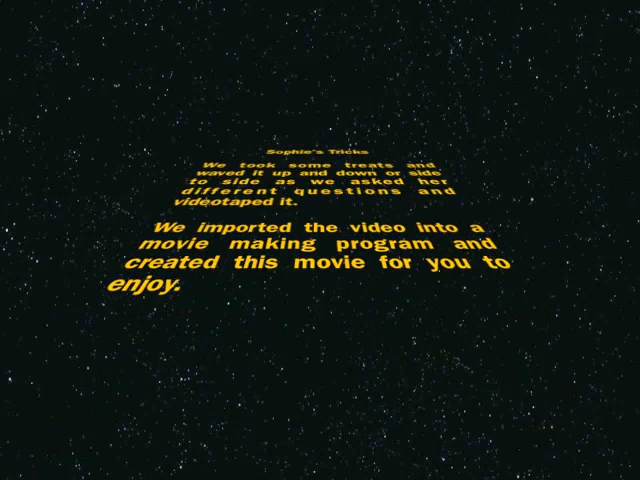 Sophie's Tricks
We took some treats and
waved it up and down or side
to side as we asked her
different questions and
videotaped it.
We imported the video into a
movie making program and
created this movie for you to
enjoy.